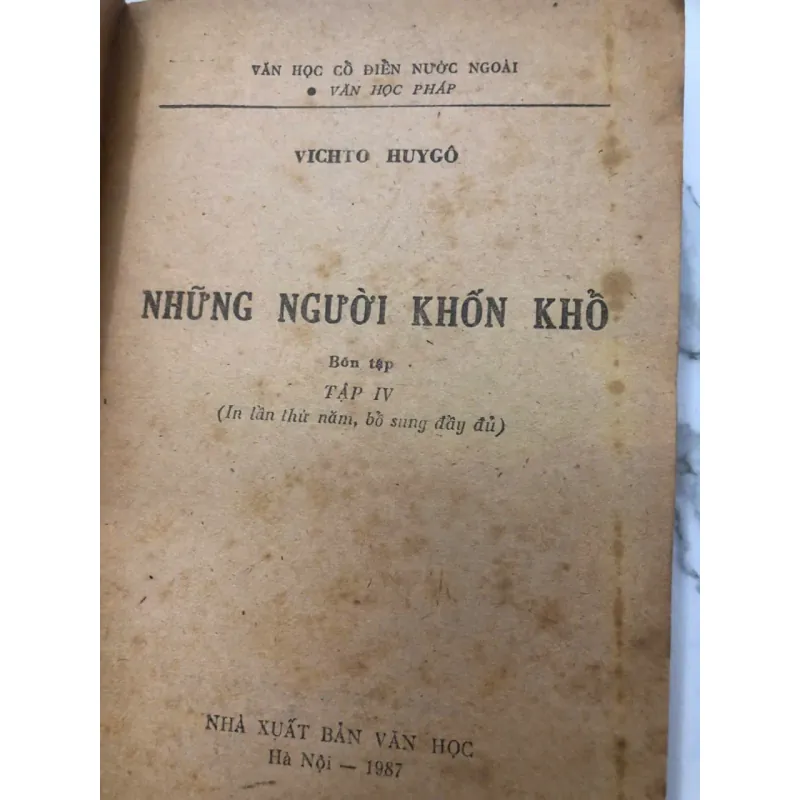 VĂN HỌC CỔ ĐIỂN NƯỚC NGOÀI
• VĂN HỌC PHÁP
VICHTO HUYGÔ
NHỮNG NGƯỜI KHỐN KHỔ
Bốn tập
TẬP IV
(In lần thứ năm, bổ sung đầy đủ)
NHÀ XUẤT BẢN VĂN HỌC
Hà Nội — 1987